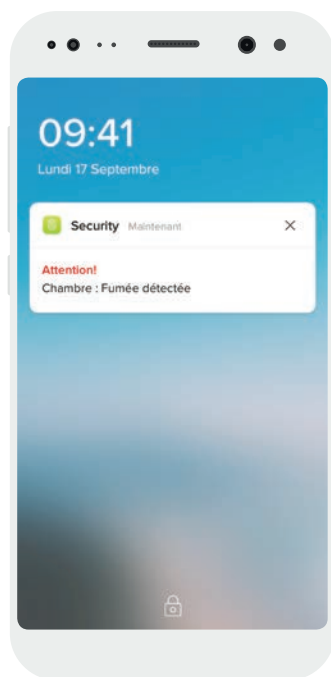 09:41
Lundi 17 Septembre
Security Maintenant
Attention!
Chambre : Fumée détectée